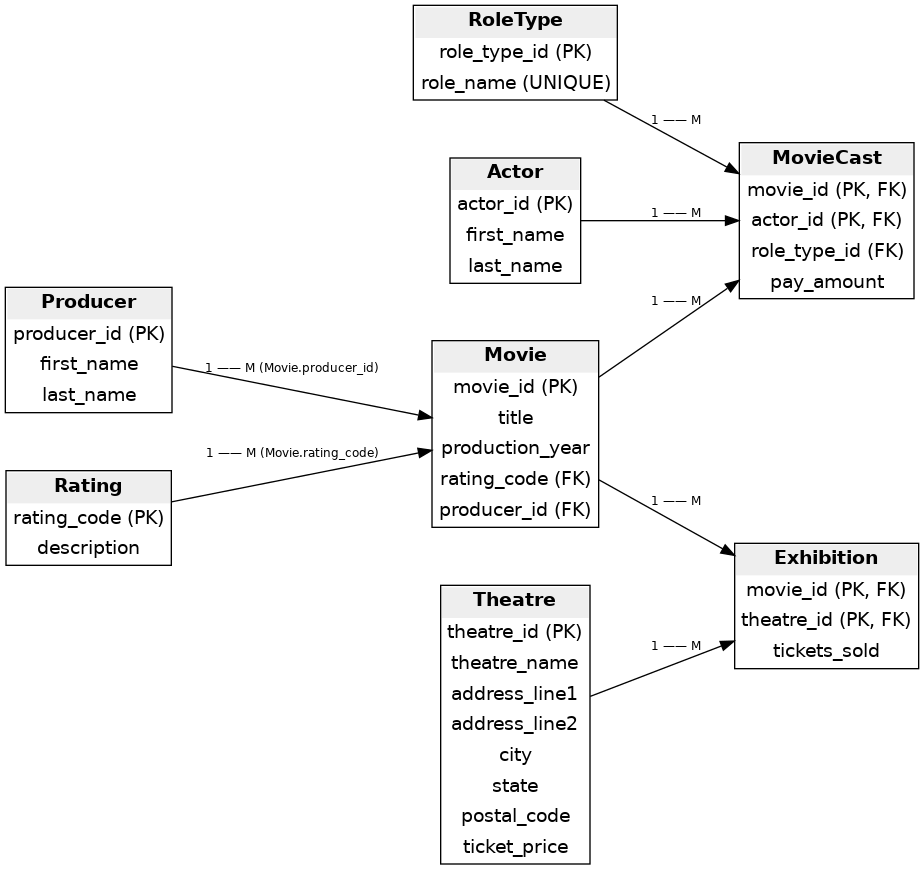 RoleType
role_type_id (PK)
role_name (UNIQUE)
1 —— M
Actor
actor_id (PK)
first_name
last_name
1 —— M
MovieCast
movie_id (PK, FK)
actor_id (PK, FK)
role_type_id (FK)
pay_amount
Producer
producer_id (PK)
first_name
last_name
1 —— M (Movie.producer_id)
Rating
rating_code (PK)
description
1 —— M (Movie.rating_code)
Movie
movie_id (PK)
title
production_year
rating_code (FK)
producer_id (FK)
1 —— M
1 —— M
Theatre
theatre_id (PK)
theatre_name
address_line1
address_line2
city
state
postal_code
ticket_price
1 —— M
Exhibition
movie_id (PK, FK)
theatre_id (PK, FK)
tickets_sold